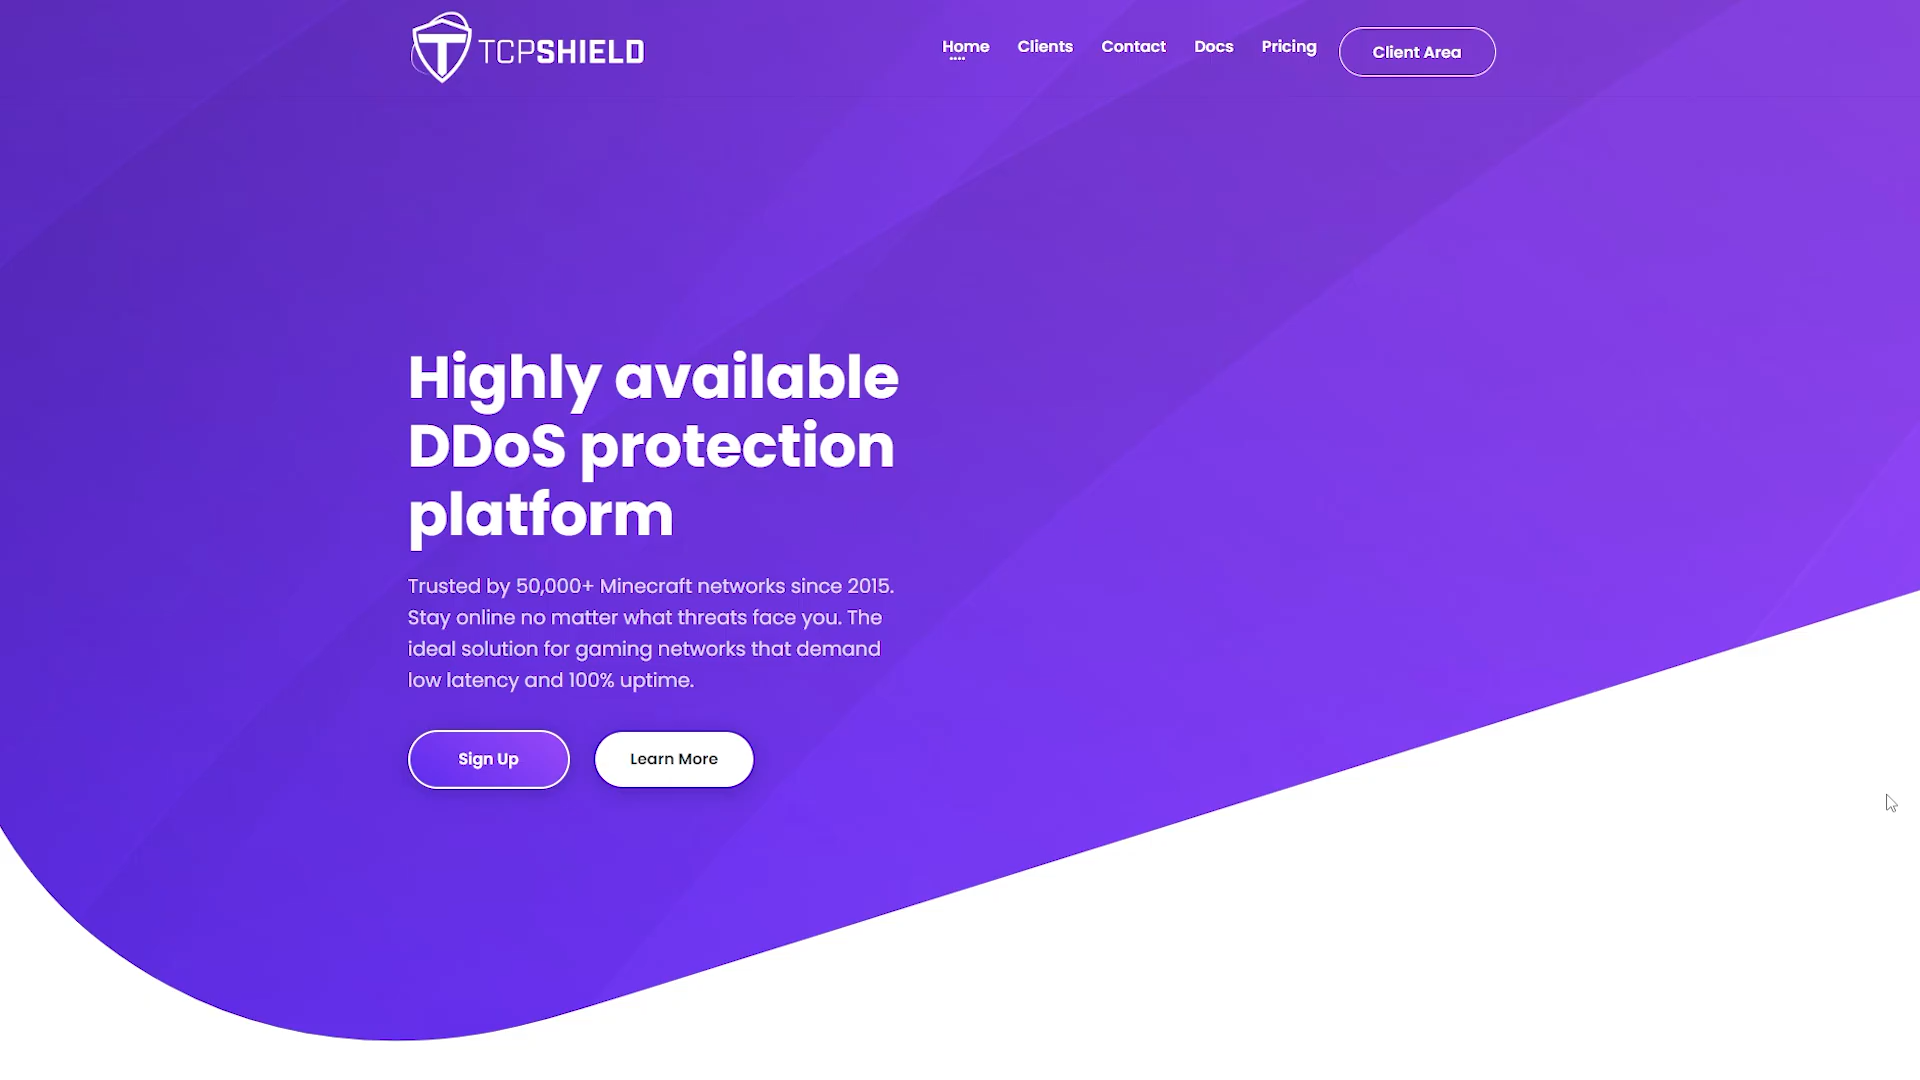 TCPSHIELD
Home
Clients
Contact
Docs
Pricing
Client Area
Highly available
DDoS protection
platform
Trusted by 50,000+ Minecraft networks since 2015.
Stay online no matter what threats face you. The
ideal solution for gaming networks that demand
low latency and 100% uptime.
Sign Up
Learn More